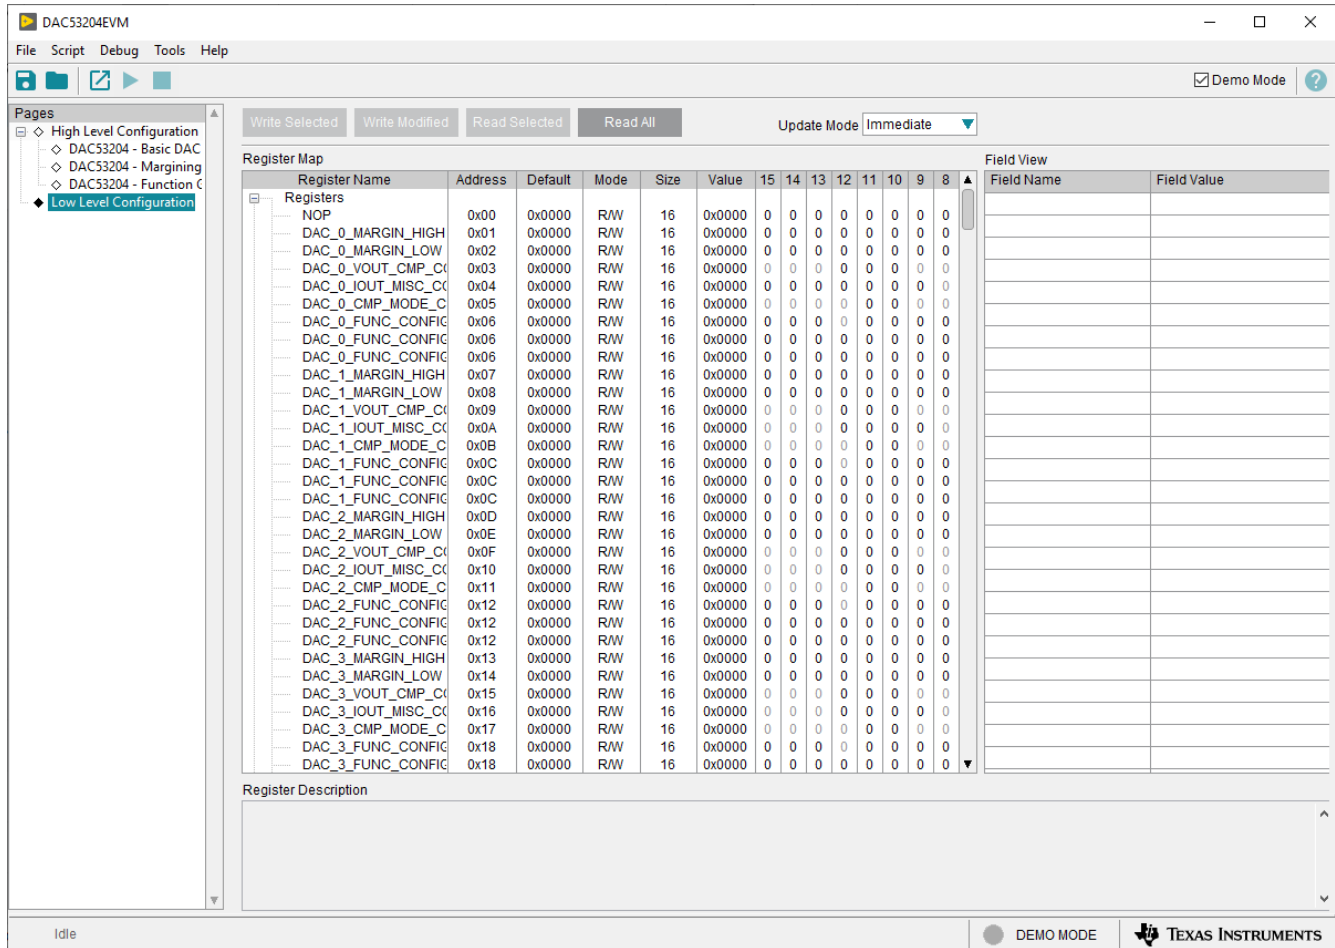 DAC53204EVM
File Script Debug Tools Help
Demo Mode ?
Pages
High Level Configuration
DAC53204 - Basic DAC
DAC53204 - Margining
DAC53204 - Function
Low Level Configuration
Write Selected Write Modified Read Selected Read All Update Mode Immediate
Register Map Field View
Register Name Address Default Mode Size Value 15 14 13 12 11 10 9 8 Field Name Field Value
Registers
NOP 0x00 0x0000 R/W 16 0x0000 0 0 0 0 0 0 0 0
DAC_0_MARGIN_HIGH 0x01 0x0000 R/W 16 0x0000 0 0 0 0 0 0 0 0
DAC_0_MARGIN_LOW 0x02 0x0000 R/W 16 0x0000 0 0 0 0 0 0 0 0
DAC_0_VOUT_CMP_C 0x03 0x0000 R/W 16 0x0000 0 0 0 0 0 0 0 0
DAC_0_IOUT_MISC_C 0x04 0x0000 R/W 16 0x0000 0 0 0 0 0 0 0 0
DAC_0_CMP_MODE_C 0x05 0x0000 R/W 16 0x0000 0 0 0 0 0 0 0 0
DAC_0_FUNC_CONFIG 0x06 0x0000 R/W 16 0x0000 0 0 0 0 0 0 0 0
DAC_0_FUNC_CONFIG 0x06 0x0000 R/W 16 0x0000 0 0 0 0 0 0 0 0
DAC_0_FUNC_CONFIG 0x06 0x0000 R/W 16 0x0000 0 0 0 0 0 0 0 0
DAC_1_MARGIN_HIGH 0x07 0x0000 R/W 16 0x0000 0 0 0 0 0 0 0 0
DAC_1_MARGIN_LOW 0x08 0x0000 R/W 16 0x0000 0 0 0 0 0 0 0 0
DAC_1_VOUT_CMP_C 0x09 0x0000 R/W 16 0x0000 0 0 0 0 0 0 0 0
DAC_1_IOUT_MISC_C 0x0A 0x0000 R/W 16 0x0000 0 0 0 0 0 0 0 0
DAC_1_CMP_MODE_C 0x0B 0x0000 R/W 16 0x0000 0 0 0 0 0 0 0 0
DAC_1_FUNC_CONFIG 0x0C 0x0000 R/W 16 0x0000 0 0 0 0 0 0 0 0
DAC_1_FUNC_CONFIG 0x0C 0x0000 R/W 16 0x0000 0 0 0 0 0 0 0 0
DAC_1_FUNC_CONFIG 0x0C 0x0000 R/W 16 0x0000 0 0 0 0 0 0 0 0
DAC_2_MARGIN_HIGH 0x0D 0x0000 R/W 16 0x0000 0 0 0 0 0 0 0 0
DAC_2_MARGIN_LOW 0x0E 0x0000 R/W 16 0x0000 0 0 0 0 0 0 0 0
DAC_2_VOUT_CMP_C 0x0F 0x0000 R/W 16 0x0000 0 0 0 0 0 0 0 0
DAC_2_IOUT_MISC_C 0x10 0x0000 R/W 16 0x0000 0 0 0 0 0 0 0 0
DAC_2_CMP_MODE_C 0x11 0x0000 R/W 16 0x0000 0 0 0 0 0 0 0 0
DAC_2_FUNC_CONFIG 0x12 0x0000 R/W 16 0x0000 0 0 0 0 0 0 0 0
DAC_2_FUNC_CONFIG 0x12 0x0000 R/W 16 0x0000 0 0 0 0 0 0 0 0
DAC_2_FUNC_CONFIG 0x12 0x0000 R/W 16 0x0000 0 0 0 0 0 0 0 0
DAC_3_MARGIN_HIGH 0x13 0x0000 R/W 16 0x0000 0 0 0 0 0 0 0 0
DAC_3_MARGIN_LOW 0x14 0x0000 R/W 16 0x0000 0 0 0 0 0 0 0 0
DAC_3_VOUT_CMP_C 0x15 0x0000 R/W 16 0x0000 0 0 0 0 0 0 0 0
DAC_3_IOUT_MISC_C 0x16 0x0000 R/W 16 0x0000 0 0 0 0 0 0 0 0
DAC_3_CMP_MODE_C 0x17 0x0000 R/W 16 0x0000 0 0 0 0 0 0 0 0
DAC_3_FUNC_CONFIG 0x18 0x0000 R/W 16 0x0000 0 0 0 0 0 0 0 0
DAC_3_FUNC_CONFIG 0x18 0x0000 R/W 16 0x0000 0 0 0 0 0 0 0 0
Register Description
Idle DEMO MODE TEXAS INSTRUMENTS